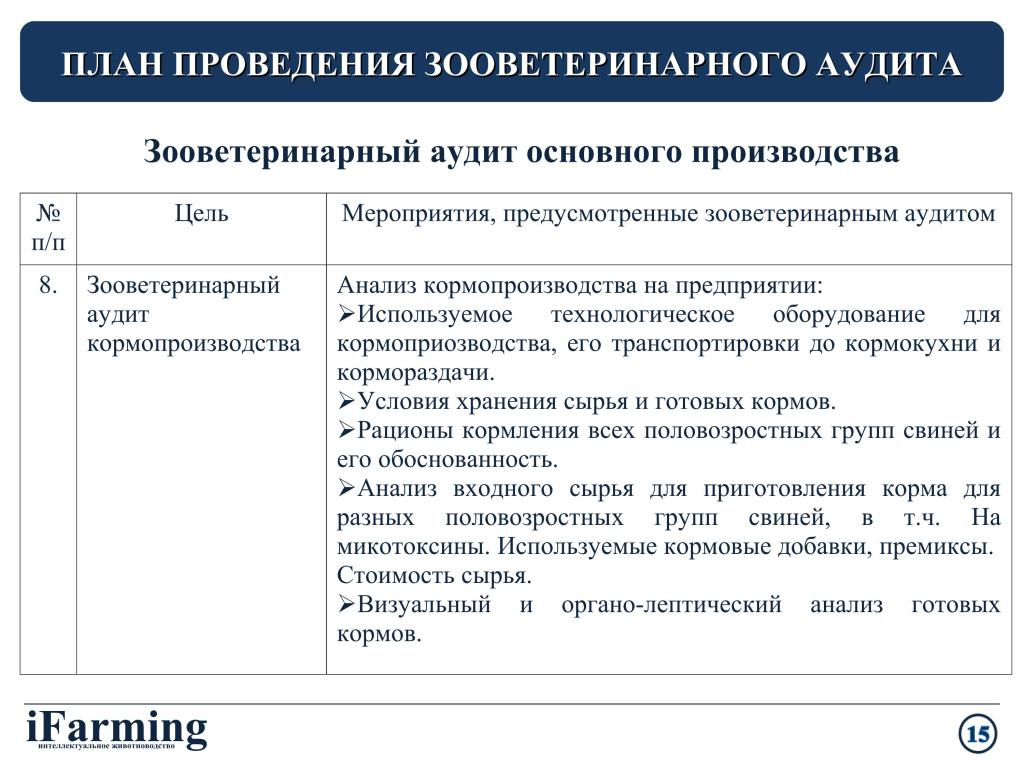 ПЛАН ПРОВЕДЕНИЯ ЗООВЕТЕРИНАРНОГО АУДИТА
Зооветеринарный аудит основного производства
№ п/п
Цель
Мероприятия, предусмотренные зооветеринарным аудитом
8.
Зооветеринарный
аудит
кормопроизводства
Анализ кормопроизводства на предприятии:
➢Используемое технологическое оборудование для
кормоприозводства, его транспортировки до кормокухни и
кормораздачи.
➢Условия хранения сырья и готовых кормов.
➢Рационы кормления всех половозростных групп свиней и
его обоснованность.
➢Анализ входного сырья для приготовления корма для
разных половозростных групп свиней, в т.ч. На
микотоксины. Используемые кормовые добавки, премиксы.
Стоимость сырья.
➢Визуальный и органо-лептический анализ готовых
кормов.
iFarming
интеллектуальное животноводство
15